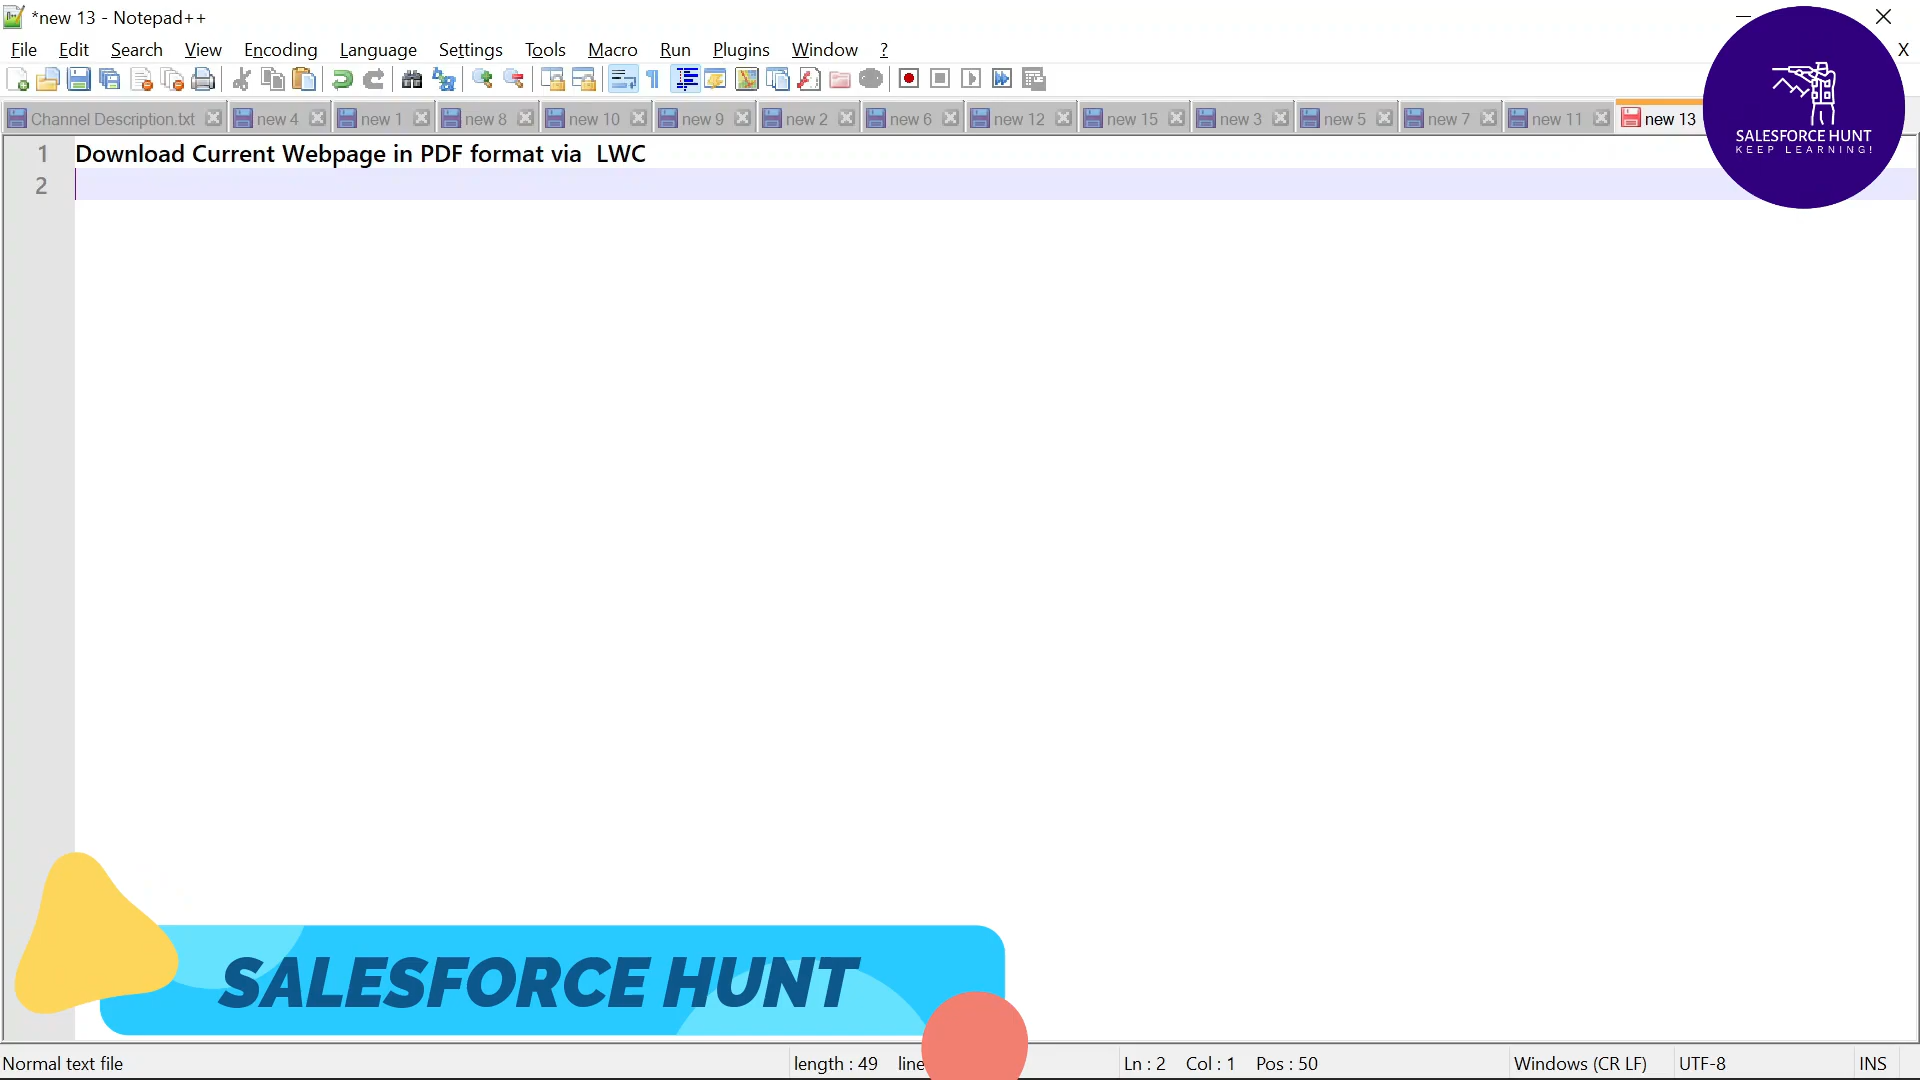 *new 13 - Notepad++
File Edit Search View Encoding Language Settings Tools Macro Run Plugins Window ? X
Channel Description.txt new 4 new 1 new 8 new 10 new 9 new 2 new 6 new 12 new 15 new 3 new 5 new 7 new 11 new 13
SALESFORCE HUNT
KEEP LEARNING!
1 Download Current Webpage in PDF format via  LWC
2
SALESFORCE HUNT
Normal text file length : 49 line Ln : 2 Col : 1 Pos : 50 Windows (CR LF) UTF-8 INS